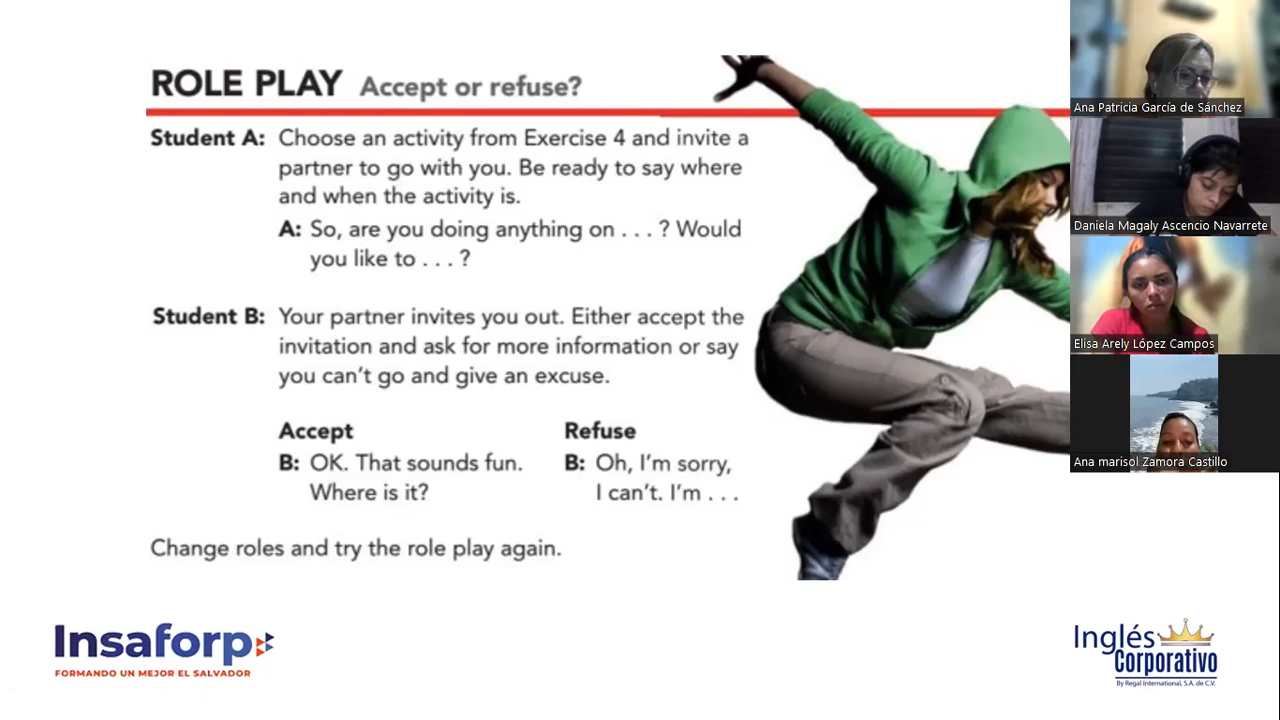 ROLE PLAY Accept or refuse?
Student A: Choose an activity from Exercise 4 and invite a
partner to go with you. Be ready to say where
and when the activity is.
A: So, are you doing anything on . . . ? Would
you like to . . . ?
Student B: Your partner invites you out. Either accept the
invitation and ask for more information or say
you can't go and give an excuse.
Accept
B: OK. That sounds fun.
Where is it?
Refuse
B: Oh, I'm sorry,
I can't. I'm . . .
Change roles and try the role play again.
Insaforp
FORMANDO UN MEJOR EL SALVADOR
Inglés
Corporativo
By Regal International, S.A. de C.V.
Ana Patricia García de Sánchez
Daniela Magaly Ascencio Navarrete
Elisa Arely López Campos
Ana marisol Zamora Castillo